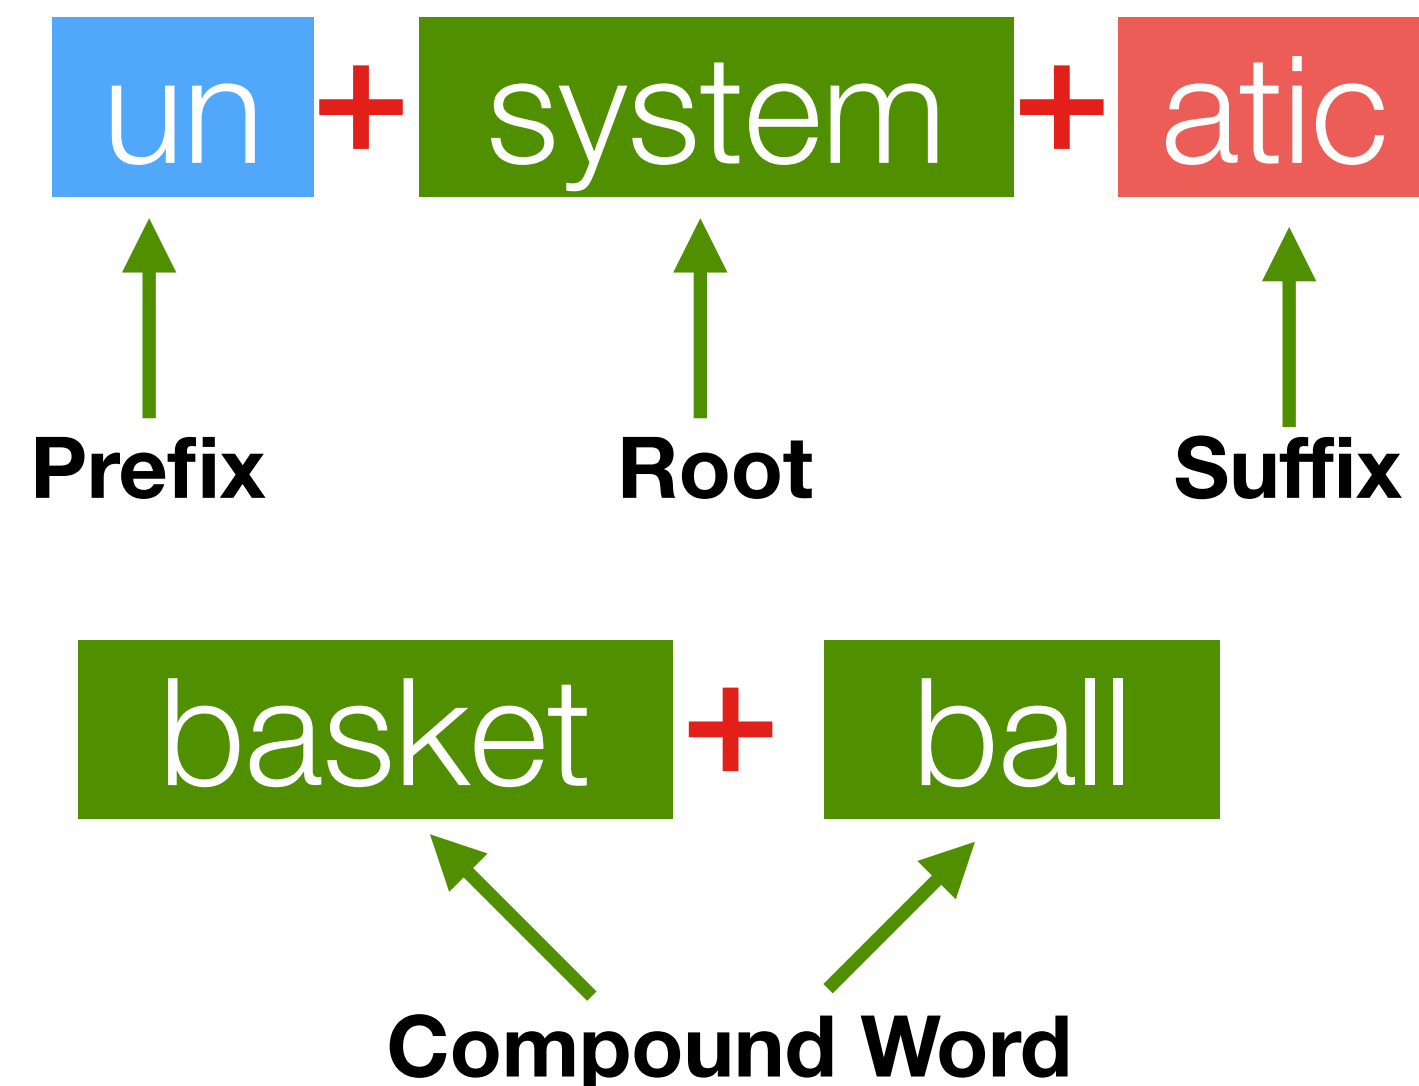 un + system + atic
Prefix Root Suffix
basket + ball
Compound Word